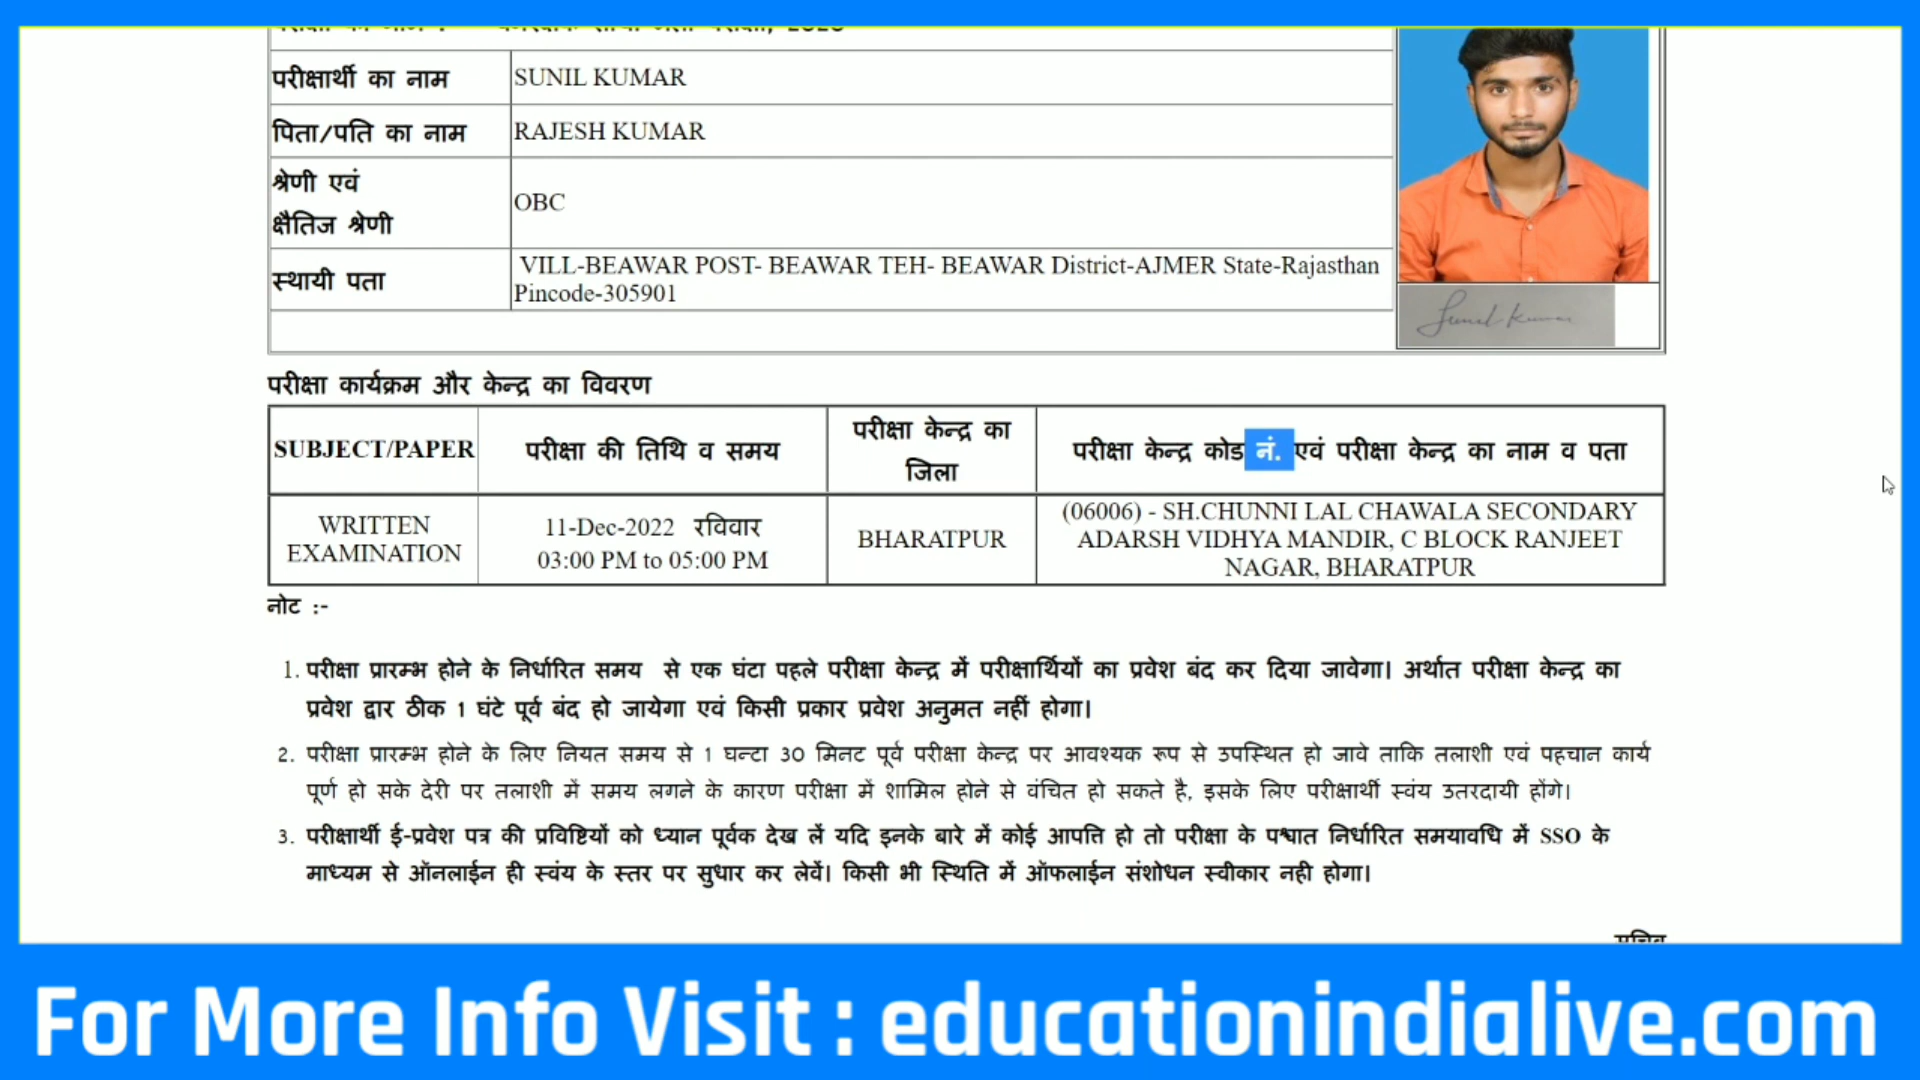 परीक्षार्थी का नाम
SUNIL KUMAR
पिता/पति का नाम
RAJESH KUMAR
श्रेणी एवं
क्षैतिज श्रेणी
OBC
स्थायी पता
VILL-BEAWAR POST- BEAWAR TEH- BEAWAR District-AJMER State-Rajasthan
Pincode-305901
Sunil Kumar
परीक्षा कार्यक्रम और केन्द्र का विवरण
SUBJECT/PAPER
परीक्षा की तिथि व समय
परीक्षा केन्द्र का
जिला
परीक्षा केन्द्र कोड नं. एवं परीक्षा केन्द्र का नाम व पता
WRITTEN
EXAMINATION
11-Dec-2022 रविवार
03:00 PM to 05:00 PM
BHARATPUR
(06006) - SH.CHUNNI LAL CHAWALA SECONDARY
ADARSH VIDHYA MANDIR, C BLOCK RANJEET
NAGAR, BHARATPUR
नोट :-
1. परीक्षा प्रारम्भ होने के निर्धारित समय से एक घंटा पहले परीक्षा केन्द्र में परीक्षार्थियों का प्रवेश बंद कर दिया जावेगा। अर्थात परीक्षा केन्द्र का
प्रवेश द्वार ठीक 1 घंटे पूर्व बंद हो जायेगा एवं किसी प्रकार प्रवेश अनुमत नहीं होगा।
2. परीक्षा प्रारम्भ होने के लिए नियत समय से 1 घन्टा 30 मिनट पूर्व परीक्षा केन्द्र पर आवश्यक रूप से उपस्थित हो जावे ताकि तलाशी एवं पहचान कार्य
पूर्ण हो सके देरी पर तलाशी में समय लगने के कारण परीक्षा में शामिल होने से वंचित हो सकते है, इसके लिए परीक्षार्थी स्वंय उतरदायी होंगे।
3. परीक्षार्थी ई-प्रवेश पत्र की प्रविष्टियों को ध्यान पूर्वक देख लें यदि इनके बारे में कोई आपत्ति हो तो परीक्षा के पश्चात निर्धारित समयावधि में SSO के
माध्यम से ऑनलाईन ही स्वंय के स्तर पर सुधार कर लेवें। किसी भी स्थिति में ऑफलाईन संशोधन स्वीकार नही होगा।
For More Info Visit : educationindialive.com